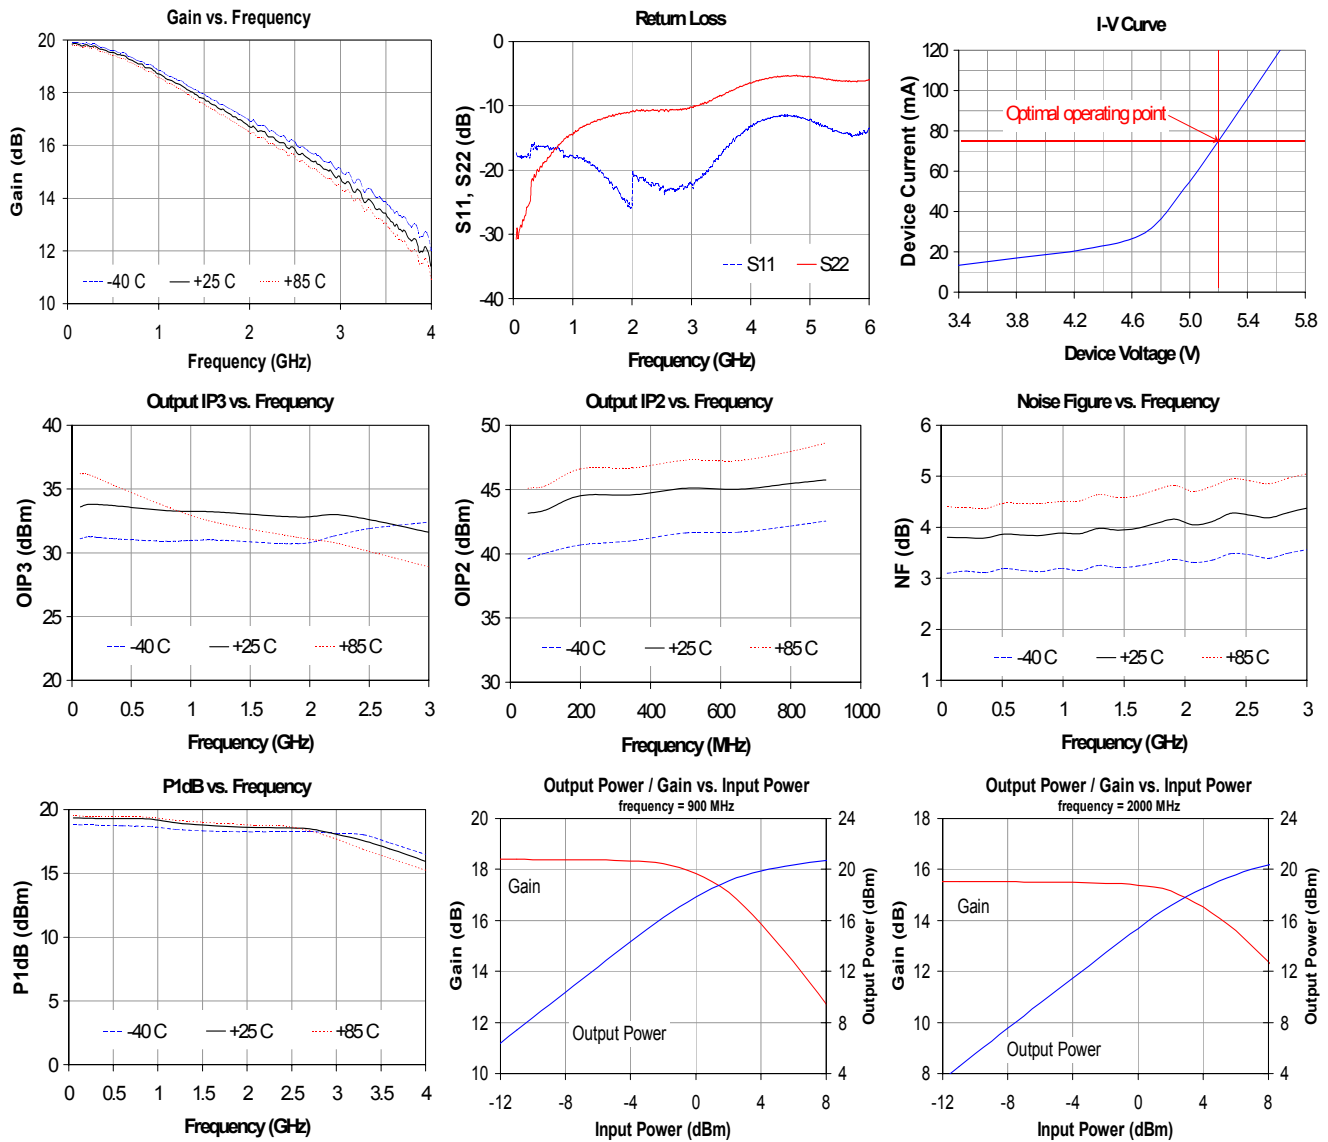 Gain vs. Frequency
Gain (dB)
20
18
16
14
12
10
-40 C
+25 C
+85 C
0
1
2
3
4
Frequency (GHz)
Return Loss
S11, S22 (dB)
0
-10
-20
-30
-40
S11
S22
0
1
2
3
4
5
6
Frequency (GHz)
I-V Curve
Device Current (mA)
120
100
80
60
40
20
0
Optimal operating point
3.4
3.8
4.2
4.6
5.0
5.4
5.8
Device Voltage (V)
Output IP3 vs. Frequency
OIP3 (dBm)
40
35
30
25
20
-40 C
+25 C
+85 C
0
0.5
1
1.5
2
2.5
3
Frequency (GHz)
Output IP2 vs. Frequency
OIP2 (dBm)
50
45
40
35
30
-40 C
+25 C
+85 C
0
200
400
600
800
1000
Frequency (MHz)
Noise Figure vs. Frequency
NF (dB)
6
5
4
3
2
1
-40 C
+25 C
+85 C
0
0.5
1
1.5
2
2.5
3
Frequency (GHz)
P1dB vs. Frequency
P1dB (dBm)
20
15
10
5
0
-40 C
+25 C
+85 C
0
0.5
1
1.5
2
2.5
3
3.5
4
Frequency (GHz)
Output Power / Gain vs. Input Power
frequency = 900 MHz
Gain (dB)
20
18
16
14
12
10
Gain
Output Power
24
20
16
12
8
4
Output Power (dBm)
-12
-8
-4
0
4
8
Input Power (dBm)
Output Power / Gain vs. Input Power
frequency = 2000 MHz
Gain (dB)
18
16
14
12
10
8
Gain
Output Power
24
20
16
12
8
4
Output Power (dBm)
-12
-8
-4
0
4
8
Input Power (dBm)